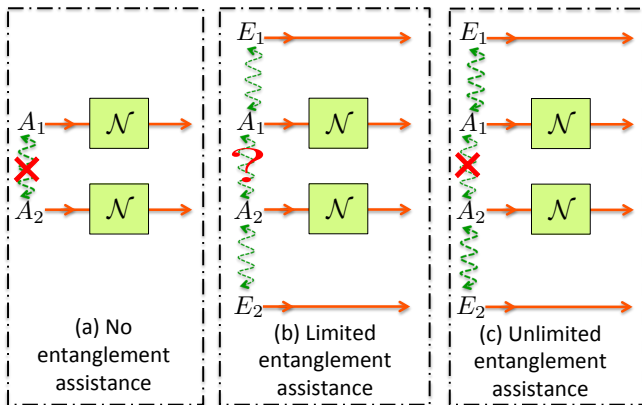 E₁ E₁
A₁ 𝒩 A₁ 𝒩 A₁ 𝒩
?
A₂ 𝒩 A₂ 𝒩 A₂ 𝒩
E₂ E₂
(a) No
entanglement
assistance
(b) Limited
entanglement
assistance
(c) Unlimited
entanglement
assistance